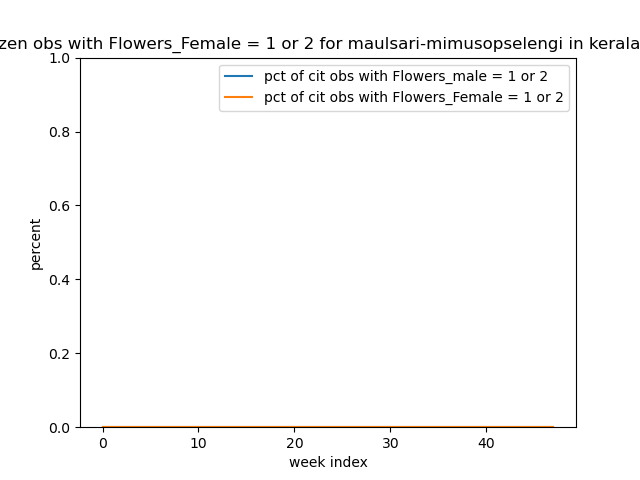 zen obs with Flowers_Female = 1 or 2 for maulsari-mimusopselengi in kerala
1.0
pct of cit obs with Flowers_male = 1 or 2
pct of cit obs with Flowers_Female = 1 or 2
0.8
0.6
percent
0.4
0.2
0.0
0 10 20 30 40
week index